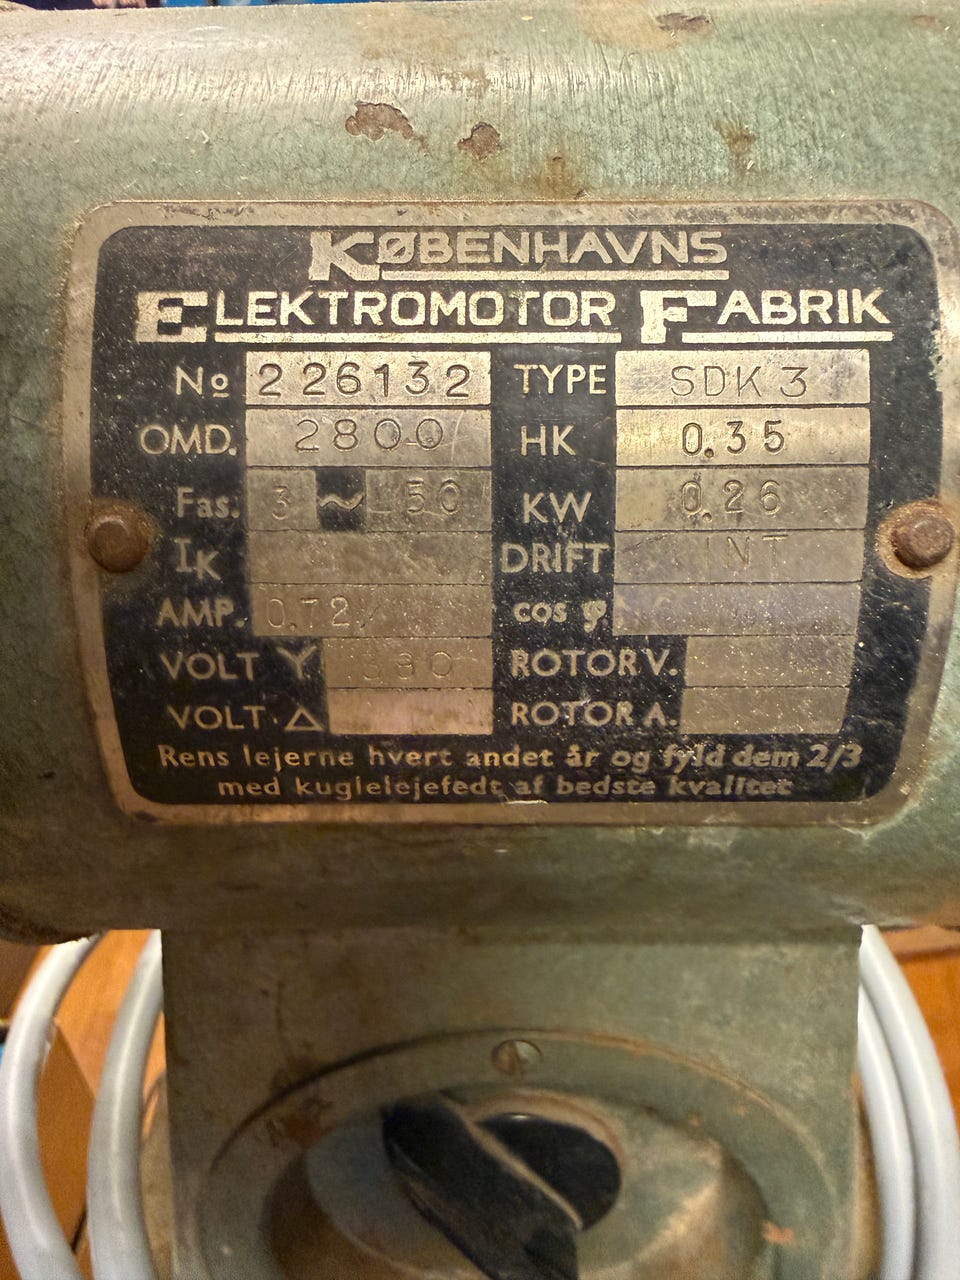 KØBENHAVNS
ELEKTROMOTOR FABRIK
No 226132 TYPE SDK3
OMD. 2800 HK 0.35
Fas. 3 ~ 50 KW 0.26
IK DRIFT INT
AMP. 0.72 cos φ.
VOLT Y 380 ROTOR V.
VOLT △ ROTOR A.
Rens lejerne hvert andet år og fyld dem 2/3
med kuglelejefedt af bedste kvalitet